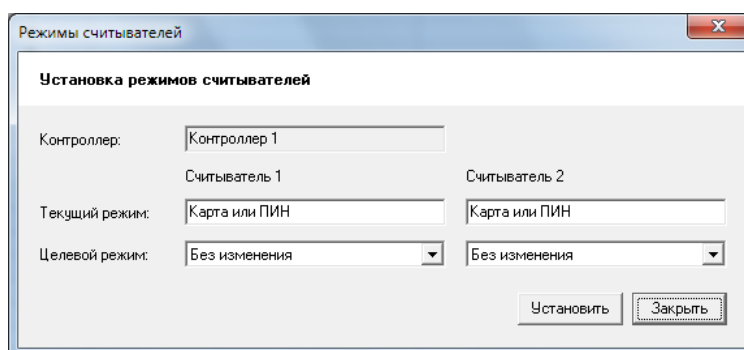 Режимы считывателей
Установка режимов считывателей
Контроллер: Контроллер 1
Считыватель 1 Считыватель 2
Текущий режим: Карта или ПИН Карта или ПИН
Целевой режим: Без изменения Без изменения
Установить Закрыть